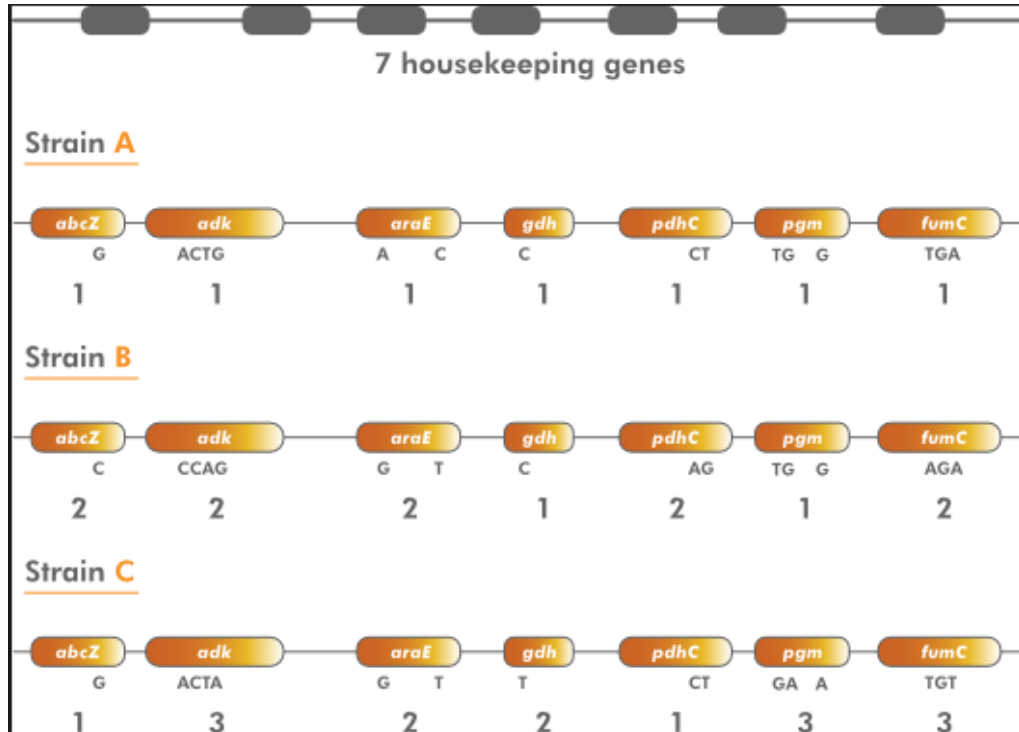 7 housekeeping genes
Strain A
abcZ adk araE gdh pdhC pgm fumC
G ACTG A C C CT TG G TGA
1 1 1 1 1 1 1
Strain B
abcZ adk araE gdh pdhC pgm fumC
C CCAG G T C AG TG G AGA
2 2 2 1 2 1 2
Strain C
abcZ adk araE gdh pdhC pgm fumC
G ACTA G T T CT GA A TGT
1 3 2 2 1 3 3